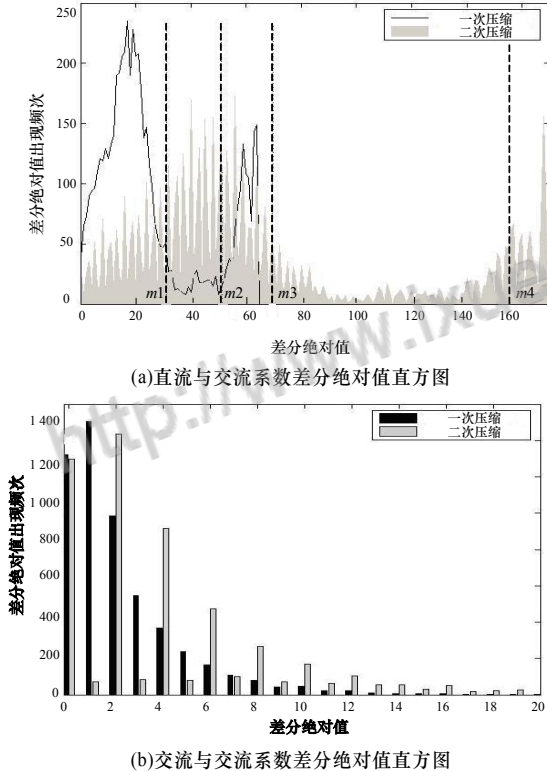 250
200
150
100
50
0
差分绝对值出现频次
一次压缩
二次压缩
m1
m2
m3
m4
0 20 40 60 80 100 120 140 160
差分绝对值
(a)直流与交流系数差分绝对值直方图
1 400
1 200
1 000
800
600
400
200
0
差分绝对值出现频次
一次压缩
二次压缩
0 2 4 6 8 10 12 14 16 18 20
差分绝对值
(b)交流与交流系数差分绝对值直方图
http://www.ixue